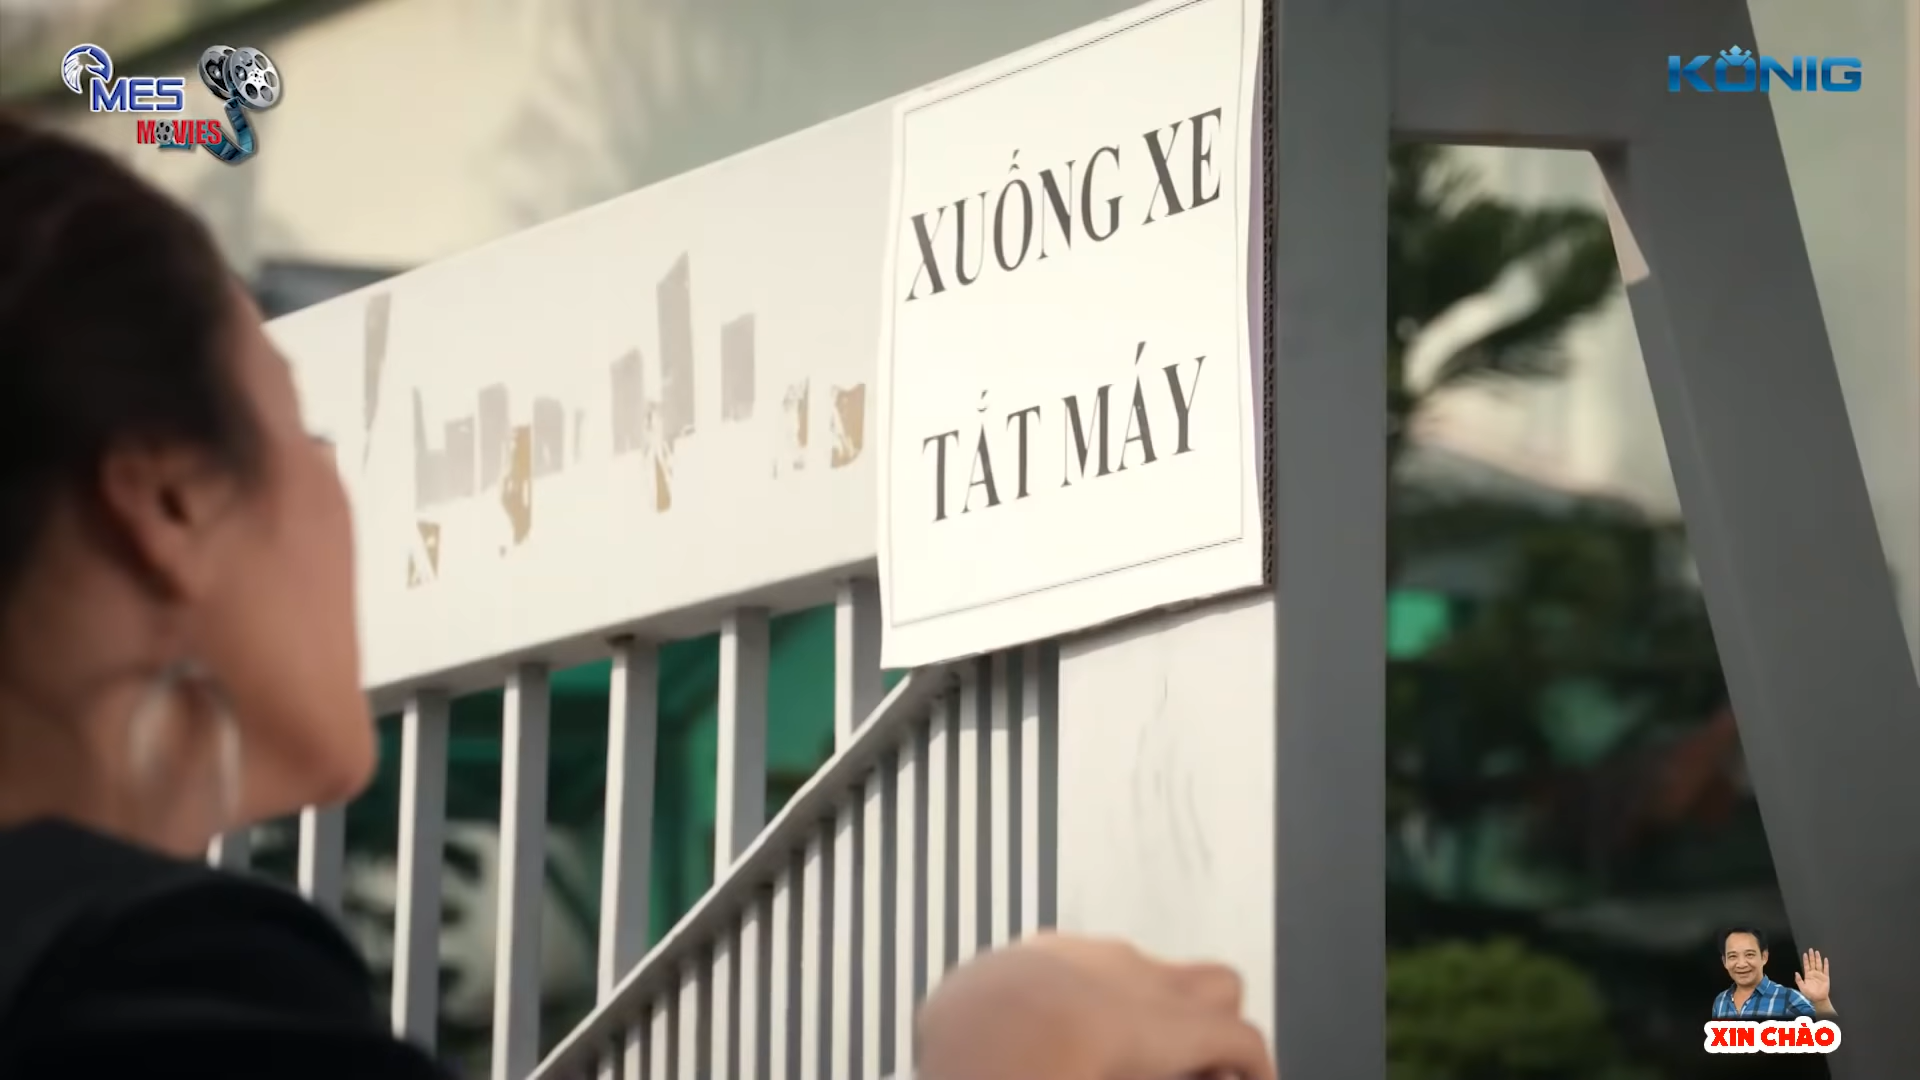 MES
MOVIES
KÖNIG
XUỐNG XE
TẮT MÁY
XIN CHÀO